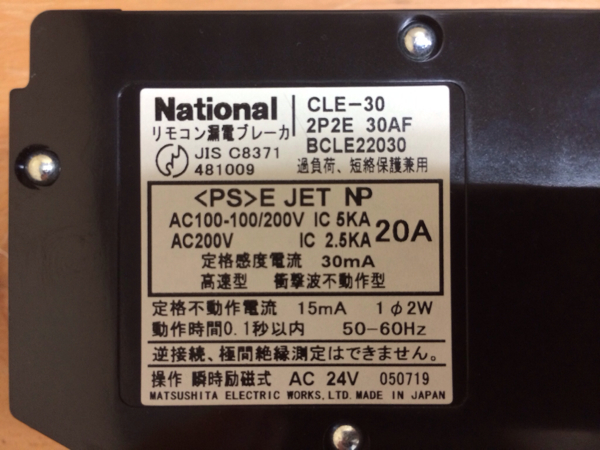 National
リモコン漏電ブレーカ
JIS C8371
481009
CLE-30
2P2E 30AF
BCLE22030
過負荷、短絡保護兼用
<PS>E JET NP
AC100-100/200V IC 5KA
AC200V IC 2.5KA
20A
定格感度電流 30mA
高速型 衝撃波不動作型
定格不動作電流 15mA 1φ2W
動作時間0.1秒以内 50-60Hz
逆接続、極間絶縁測定はできません。
操作 瞬時励磁式 AC 24V 050719
MATSUSHITA ELECTRIC WORKS,LTD.MADE IN JAPAN